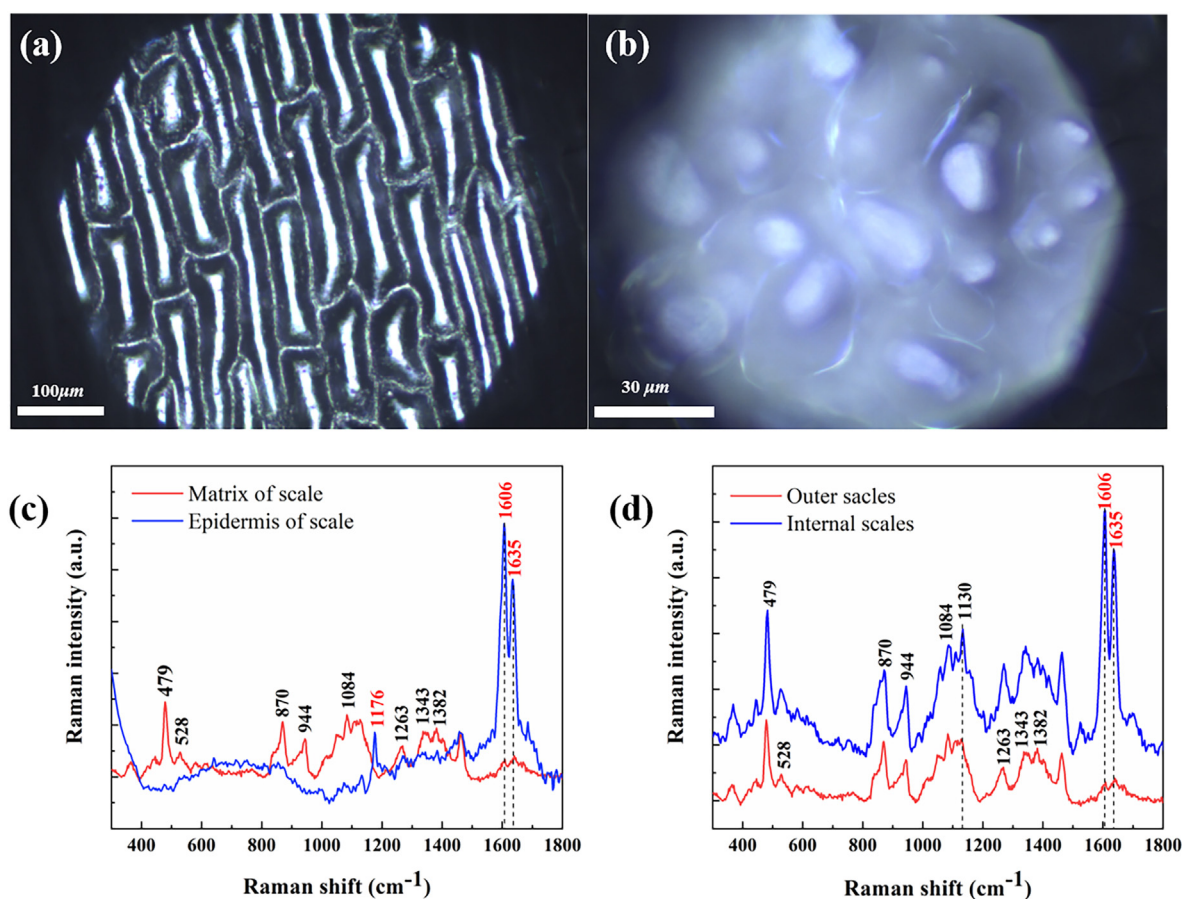 (a)
100μm
(b)
30 μm
(c)
Matrix of scale
Epidermis of scale
479
528
870
944
1084
1176
1263
1343
1382
1606
1635
Raman intensity (a.u.)
400 600 800 1000 1200 1400 1600 1800
Raman shift (cm-1)
(d)
Outer sacles
Internal scales
479
528
870
944
1084
1130
1263
1343
1382
1606
1635
Raman intensity (a.u.)
400 600 800 1000 1200 1400 1600 1800
Raman shift (cm-1)